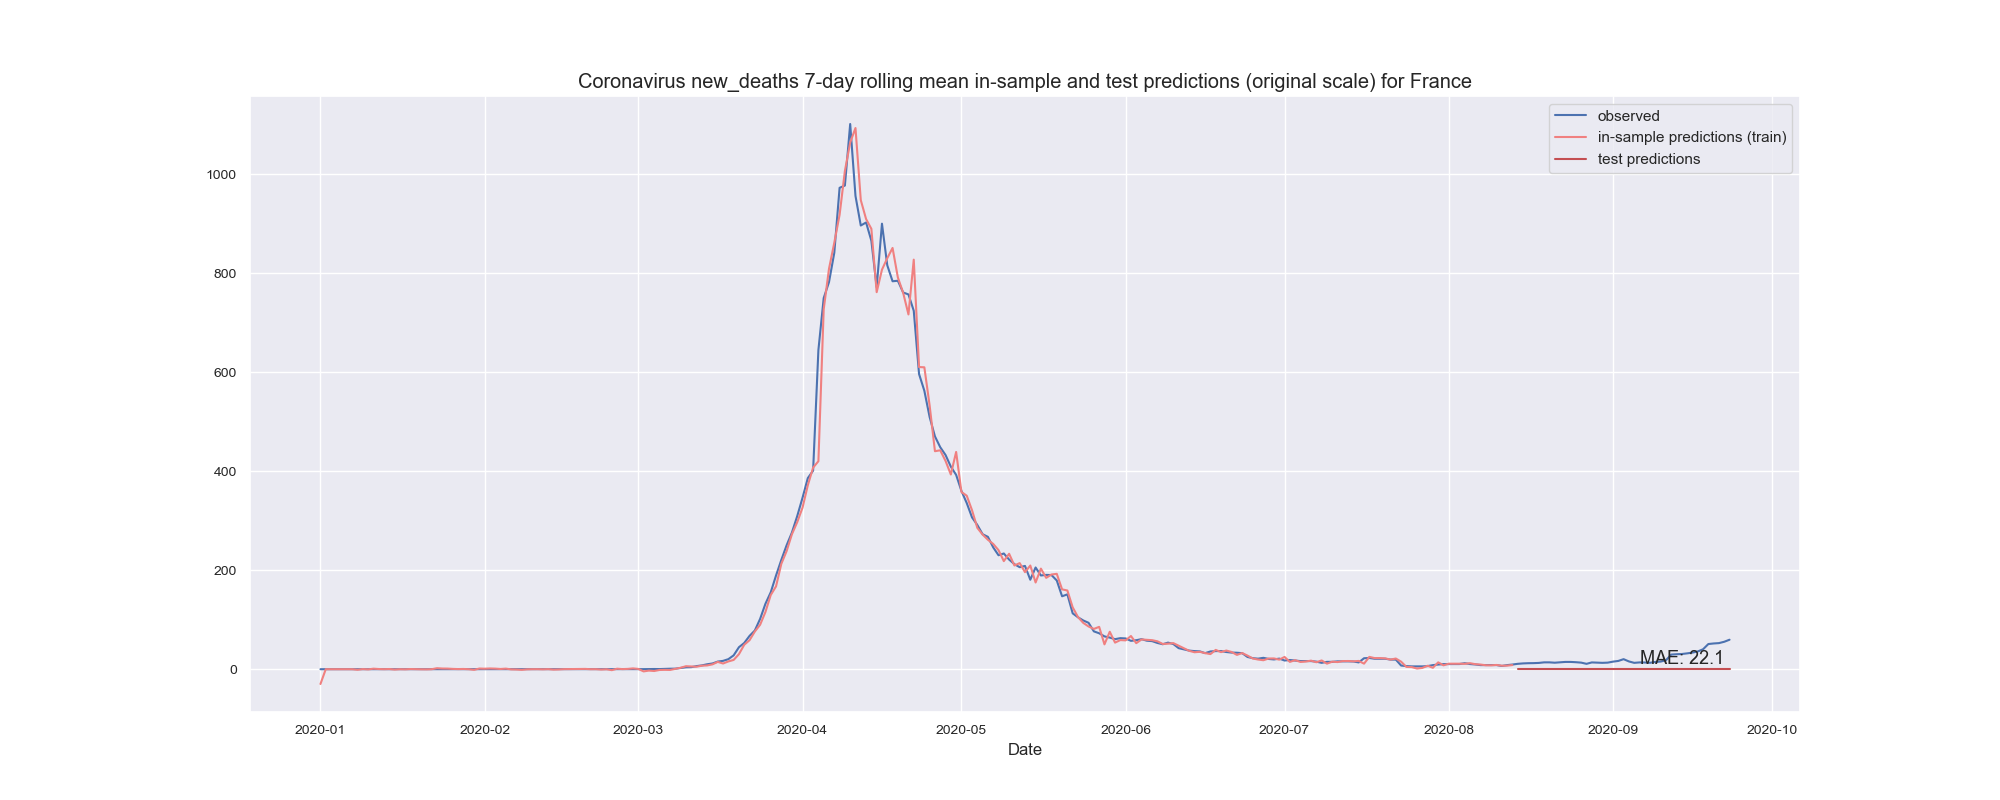 Coronavirus new_deaths 7-day rolling mean in-sample and test predictions (original scale) for France
observed
in-sample predictions (train)
test predictions
1000
800
600
400
200
0
MAE: 22.1
2020-01 2020-02 2020-03 2020-04 2020-05 2020-06 2020-07 2020-08 2020-09 2020-10
Date